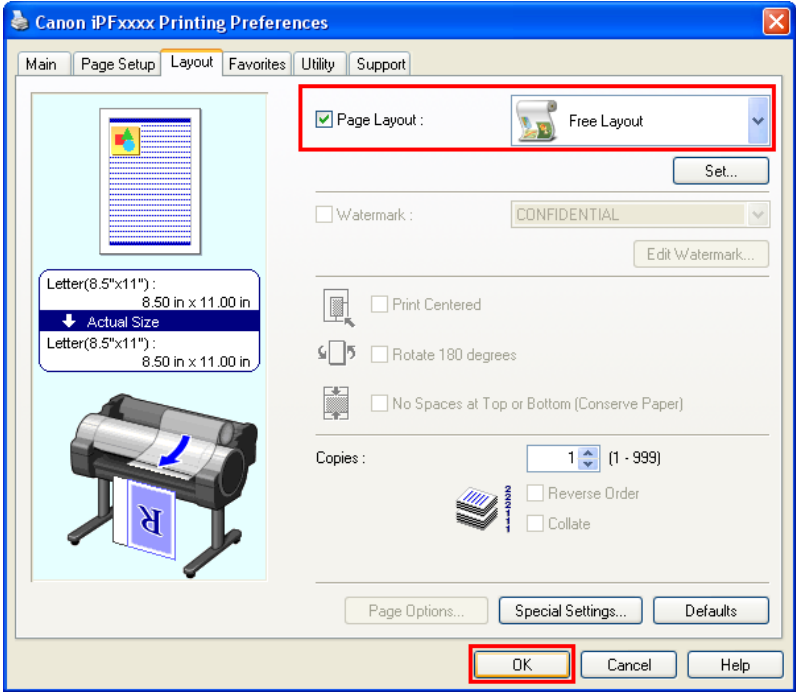 Canon iPFxxxx Printing Preferences
Main Page Setup Layout Favorites Utility Support
Page Layout : Free Layout
Set...
Watermark : CONFIDENTIAL
Edit Watermark...
Letter(8.5"x11") :
8.50 in x 11.00 in
Actual Size
Letter(8.5"x11") :
8.50 in x 11.00 in
Print Centered
Rotate 180 degrees
No Spaces at Top or Bottom (Conserve Paper)
R
Copies : 1 (1 - 999)
222111
Reverse Order
Collate
Page Options... Special Settings... Defaults
OK Cancel Help